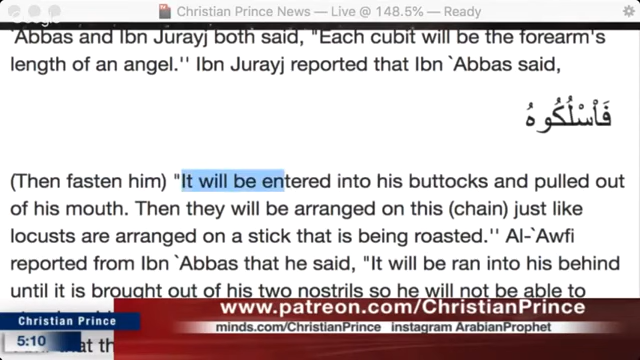 Christian Prince News — Live @ 148.5% — Ready
'Abbas and Ibn Jurayj both said, "Each cubit will be the forearm's
length of an angel.'' Ibn Jurayj reported that Ibn `Abbas said,
فَاْسْلُكُوهُ
(Then fasten him) "It will be entered into his buttocks and pulled out
of his mouth. Then they will be arranged on this (chain) just like
locusts are arranged on a stick that is being roasted.'' Al-`Awfi
reported from Ibn `Abbas that he said, "It will be ran into his behind
until it is brought out of his two nostrils so he will not be able to
www.patreon.com/ChristianPrince
Christian Prince
minds.com/ChristianPrince instagram ArabianProphet
5:10
that th